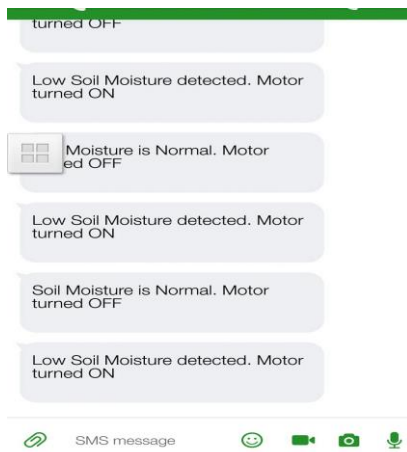 turned OFF
Low Soil Moisture detected. Motor
turned ON
Moisture is Normal. Motor
ed OFF
Low Soil Moisture detected. Motor
turned ON
Soil Moisture is Normal. Motor
turned OFF
Low Soil Moisture detected. Motor
turned ON
SMS message